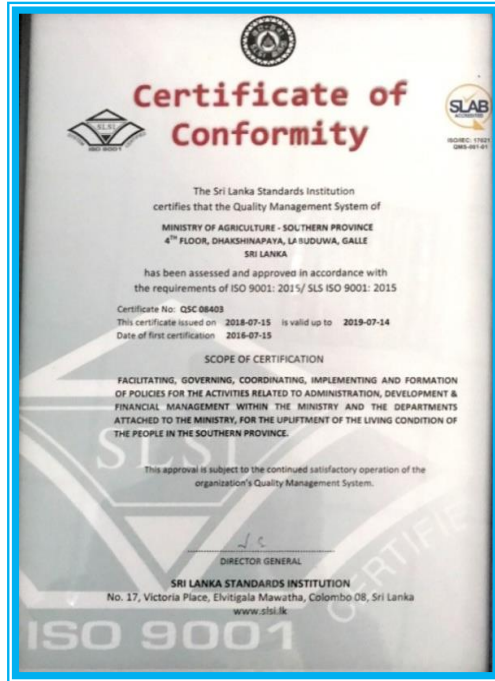 Certificate of
Conformity
SLSI
ISO 9001
SLAB
ACCREDITED
ISO/IEC: 17021
QMS-001-01
The Sri Lanka Standards Institution
certifies that the Quality Management System of
MINISTRY OF AGRICULTURE - SOUTHERN PROVINCE
4TH FLOOR, DHAKSHINAPAYA, LABUDUWA, GALLE
SRI LANKA
has been assessed and approved in accordance with
the requirements of ISO 9001: 2015/ SLS ISO 9001: 2015
Certificate No: QSC 08403
This certificate issued on 2018-07-15 is valid up to 2019-07-14
Date of first certification 2016-07-15
SCOPE OF CERTIFICATION
FACILITATING, GOVERNING, COORDINATING, IMPLEMENTING AND FORMATION
OF POLICIES FOR THE ACTIVITIES RELATED TO ADMINISTRATION, DEVELOPMENT &
FINANCIAL MANAGEMENT WITHIN THE MINISTRY AND THE DEPARTMENTS
ATTACHED TO THE MINISTRY, FOR THE UPLIFTMENT OF THE LIVING CONDITION OF
THE PEOPLE IN THE SOUTHERN PROVINCE.
SLSI
This approval is subject to the continued satisfactory operation of the
organization's Quality Management System.
DIRECTOR GENERAL
SRI LANKA STANDARDS INSTITUTION
No. 17, Victoria Place, Elvitigala Mawatha, Colombo 08, Sri Lanka
www.slsi.lk
CERTIFIE
ISO 9001